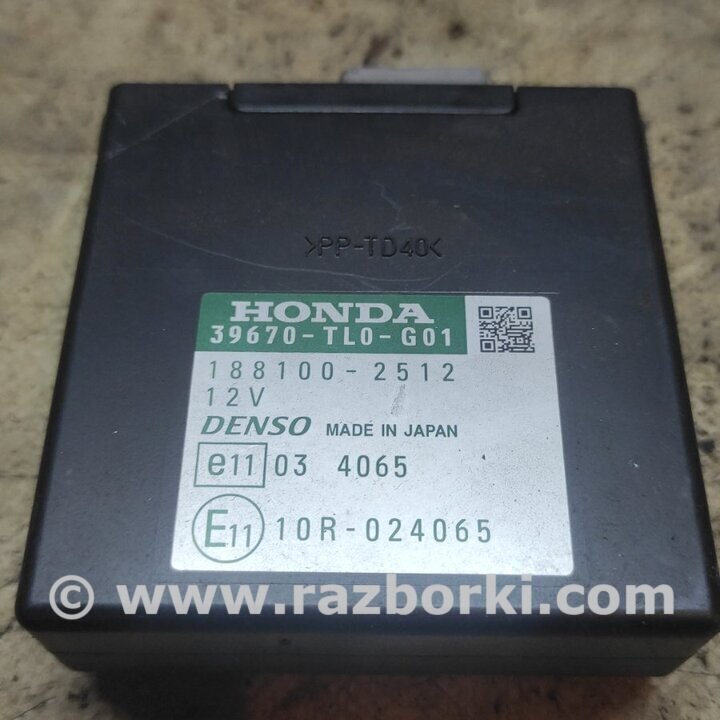 >PP-TD40<
HONDA
39670-TL0-G01
188100-2512
12V
DENSO MADE IN JAPAN
e11 03 4065
E11 10R-024065
© www.razborki.com